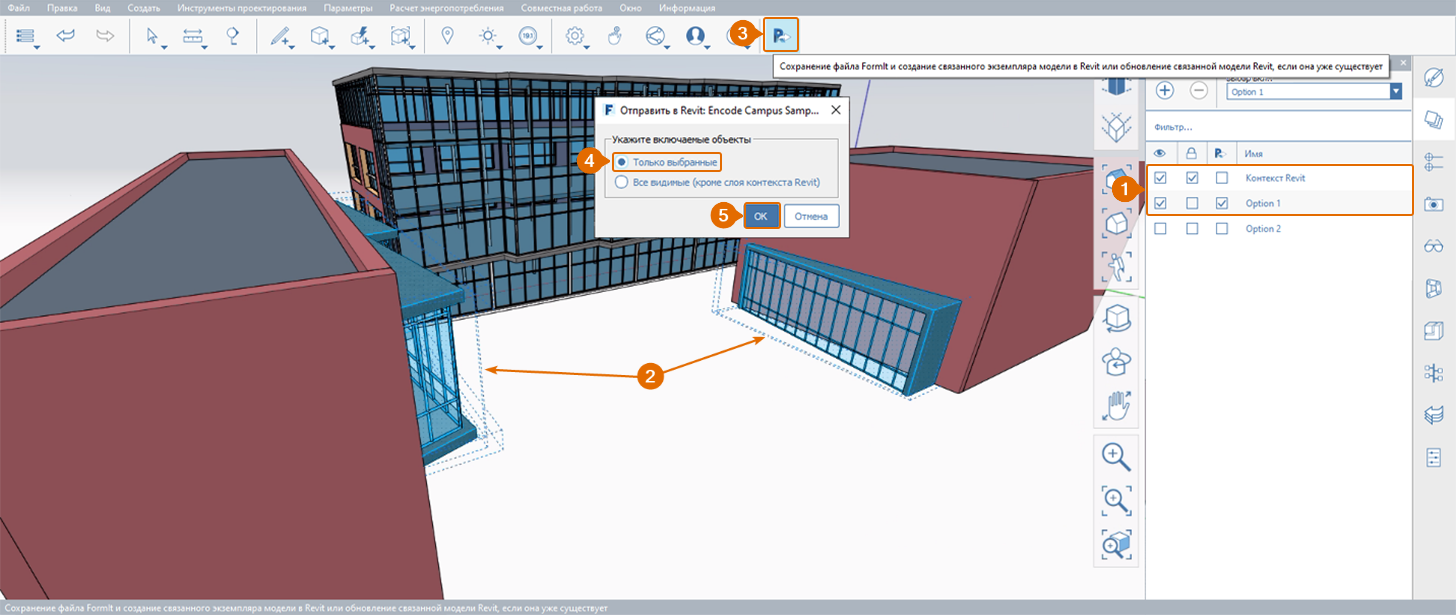 Файл Правка Вид Создать Инструменты проектирования Параметры Расчет энергопотребления Совместная работа Окно Информация
3
Сохранение файла FormIt и создание связанного экземпляра модели в Revit или обновление связанной модели Revit, если она уже существует
Option 1
Фильтр...
Имя
1
Контекст Revit
Option 1
Option 2
Отправить в Revit: Encode Campus Samp...
Укажите включаемые объекты
4
Только выбранные
Все видимые (кроме слоя контекста Revit)
5
OK
Отмена
2
Сохранение файла FormIt и создание связанного экземпляра модели в Revit или обновление связанной модели Revit, если она уже существует